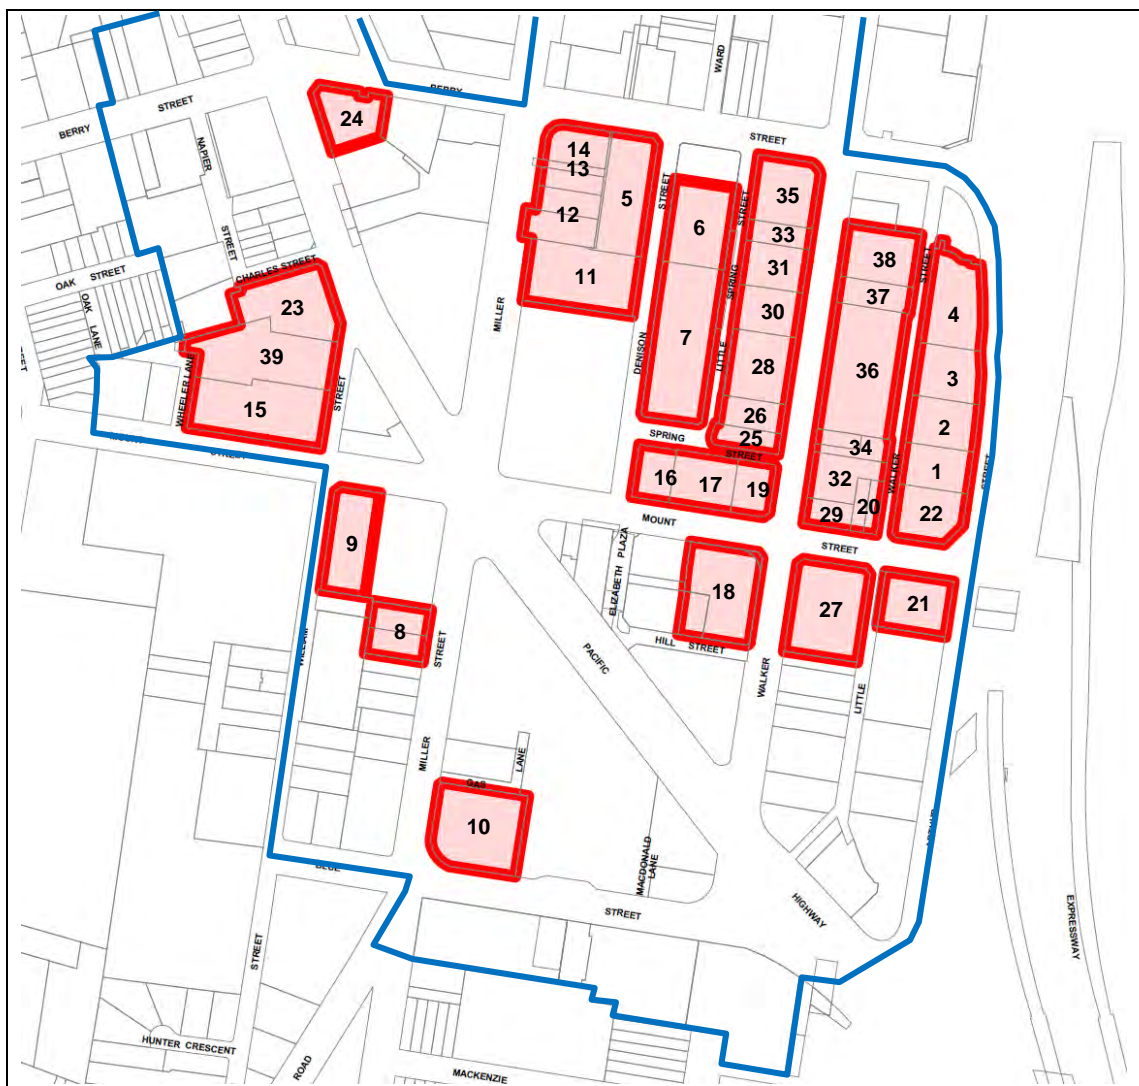 WARD
BERRY
STREET
24
STREET
BERRY
NAPIER
STREET
14
13
5
12
11
STREET
6
STREET
35
33
31
SPRING
30
28
26
25
LITTLE
7
DENISON
MILLER
38
STREET
37
4
36
3
2
34
1
32
WALKER
29
20
22
STREET
OAK STREET
OAK
LANE
CHARLES STREET
23
39
WHEELER LANE
15
STREET
STREET
SPRING
STREET
16
17
19
MOUNT
STREET
9
8
STREET
ELIZABETH PLAZA
18
HILL STREET
27
21
PACIFIC
WALKER
LITTLE
MILLER
LANE
GAS
10
MACDONALD
LANE
STREET
HIGHWAY
EXPRESSWAY
STREET
HUNTER CRESCENT
ROAD
MACKENZIE